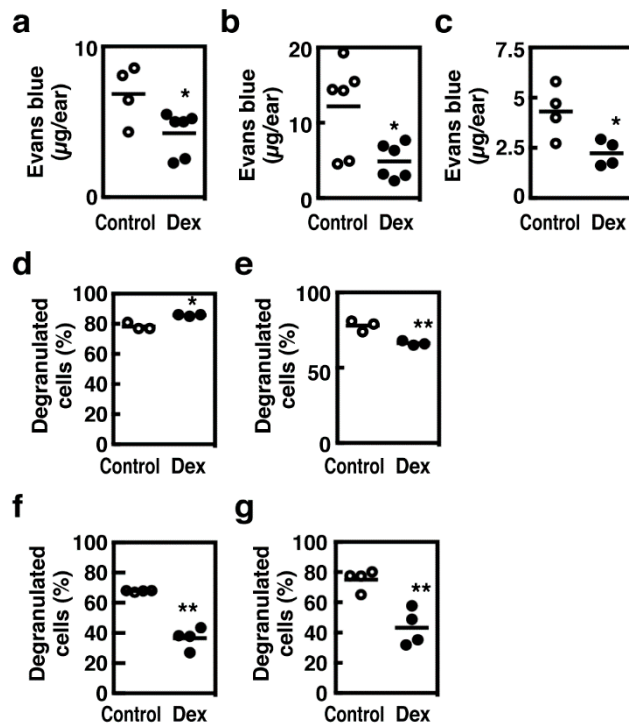 a
Evans blue
(µg/ear)
10
0
*
Control Dex
b
Evans blue
(µg/ear)
20
10
0
*
Control Dex
c
Evans blue
(µg/ear)
7.5
5
2.5
0
*
Control Dex
d
Degranulated
cells (%)
100
80
60
40
20
0
*
Control Dex
e
Degranulated
cells (%)
100
50
0
**
Control Dex
f
Degranulated
cells (%)
100
80
60
40
20
0
**
Control Dex
g
Degranulated
cells (%)
100
80
60
40
20
0
**
Control Dex